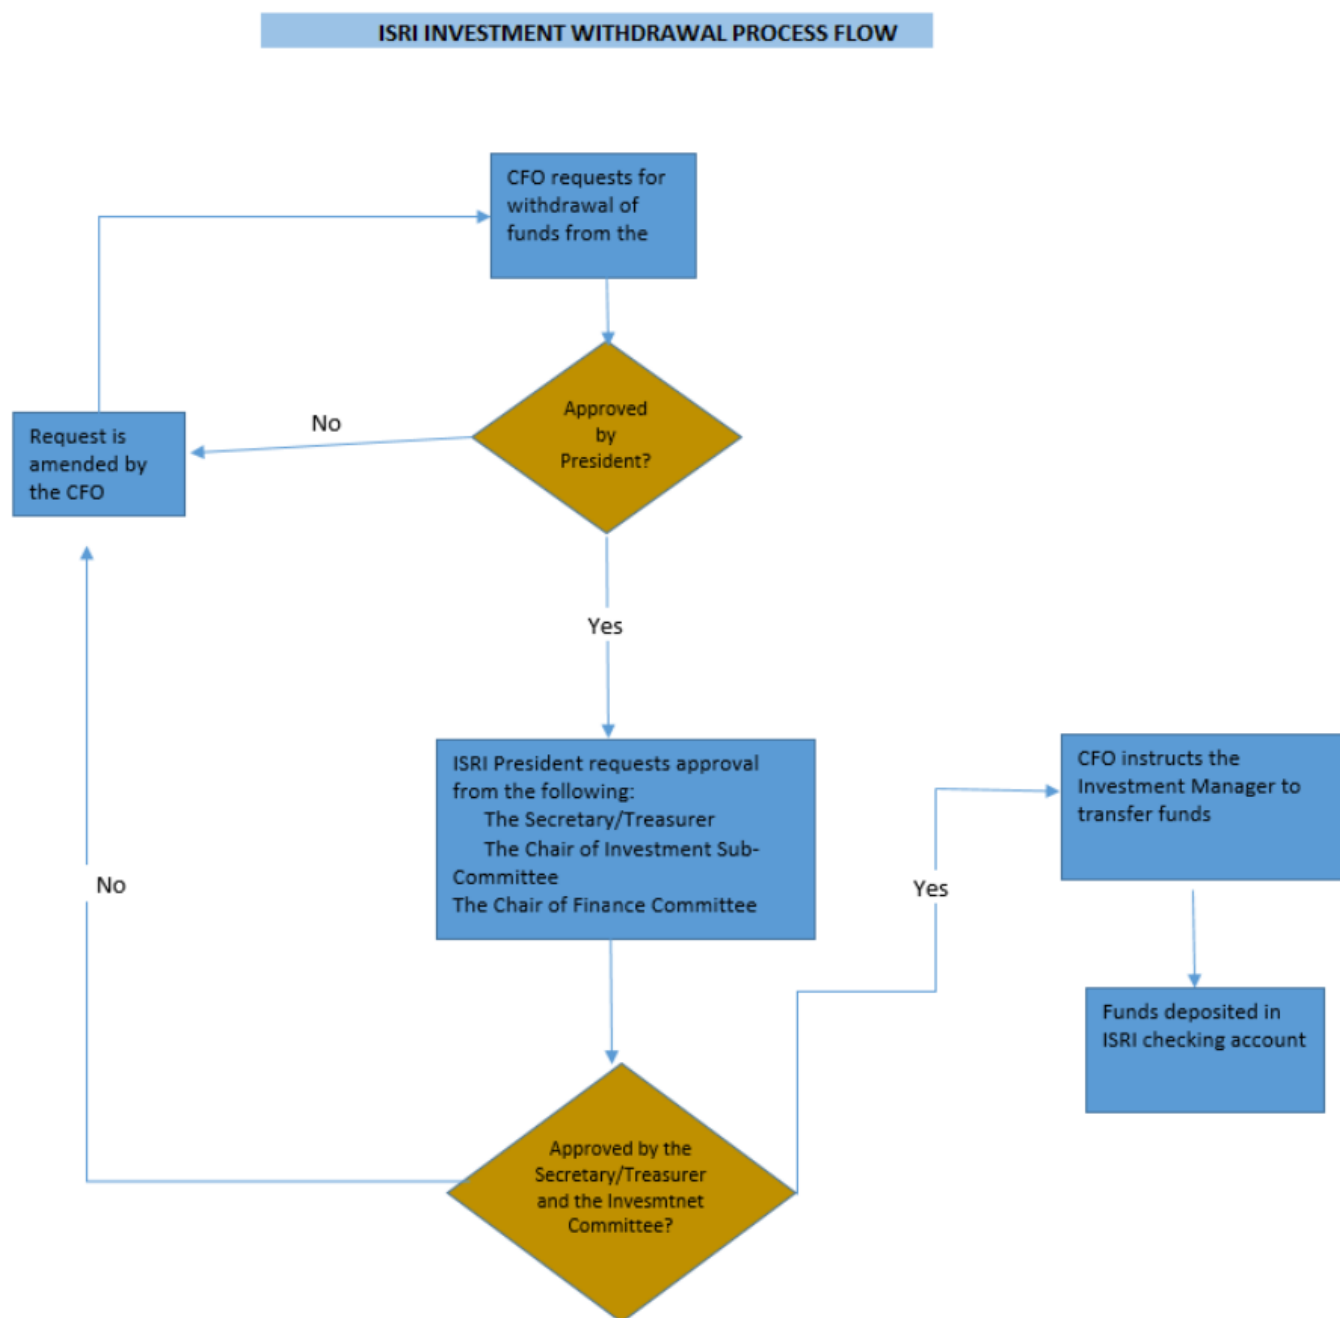 ISRI INVESTMENT WITHDRAWAL PROCESS FLOW
CFO requests for
withdrawal of
funds from the
Approved
by
President?
No
Request is
amended by
the CFO
Yes
ISRI President requests approval
from the following:
The Secretary/Treasurer
The Chair of Investment Sub-
Committee
The Chair of Finance Committee
No
Approved by the
Secretary/Treasurer
and the Invesmtnet
Committee?
Yes
CFO instructs the
Investment Manager to
transfer funds
Funds deposited in
ISRI checking account